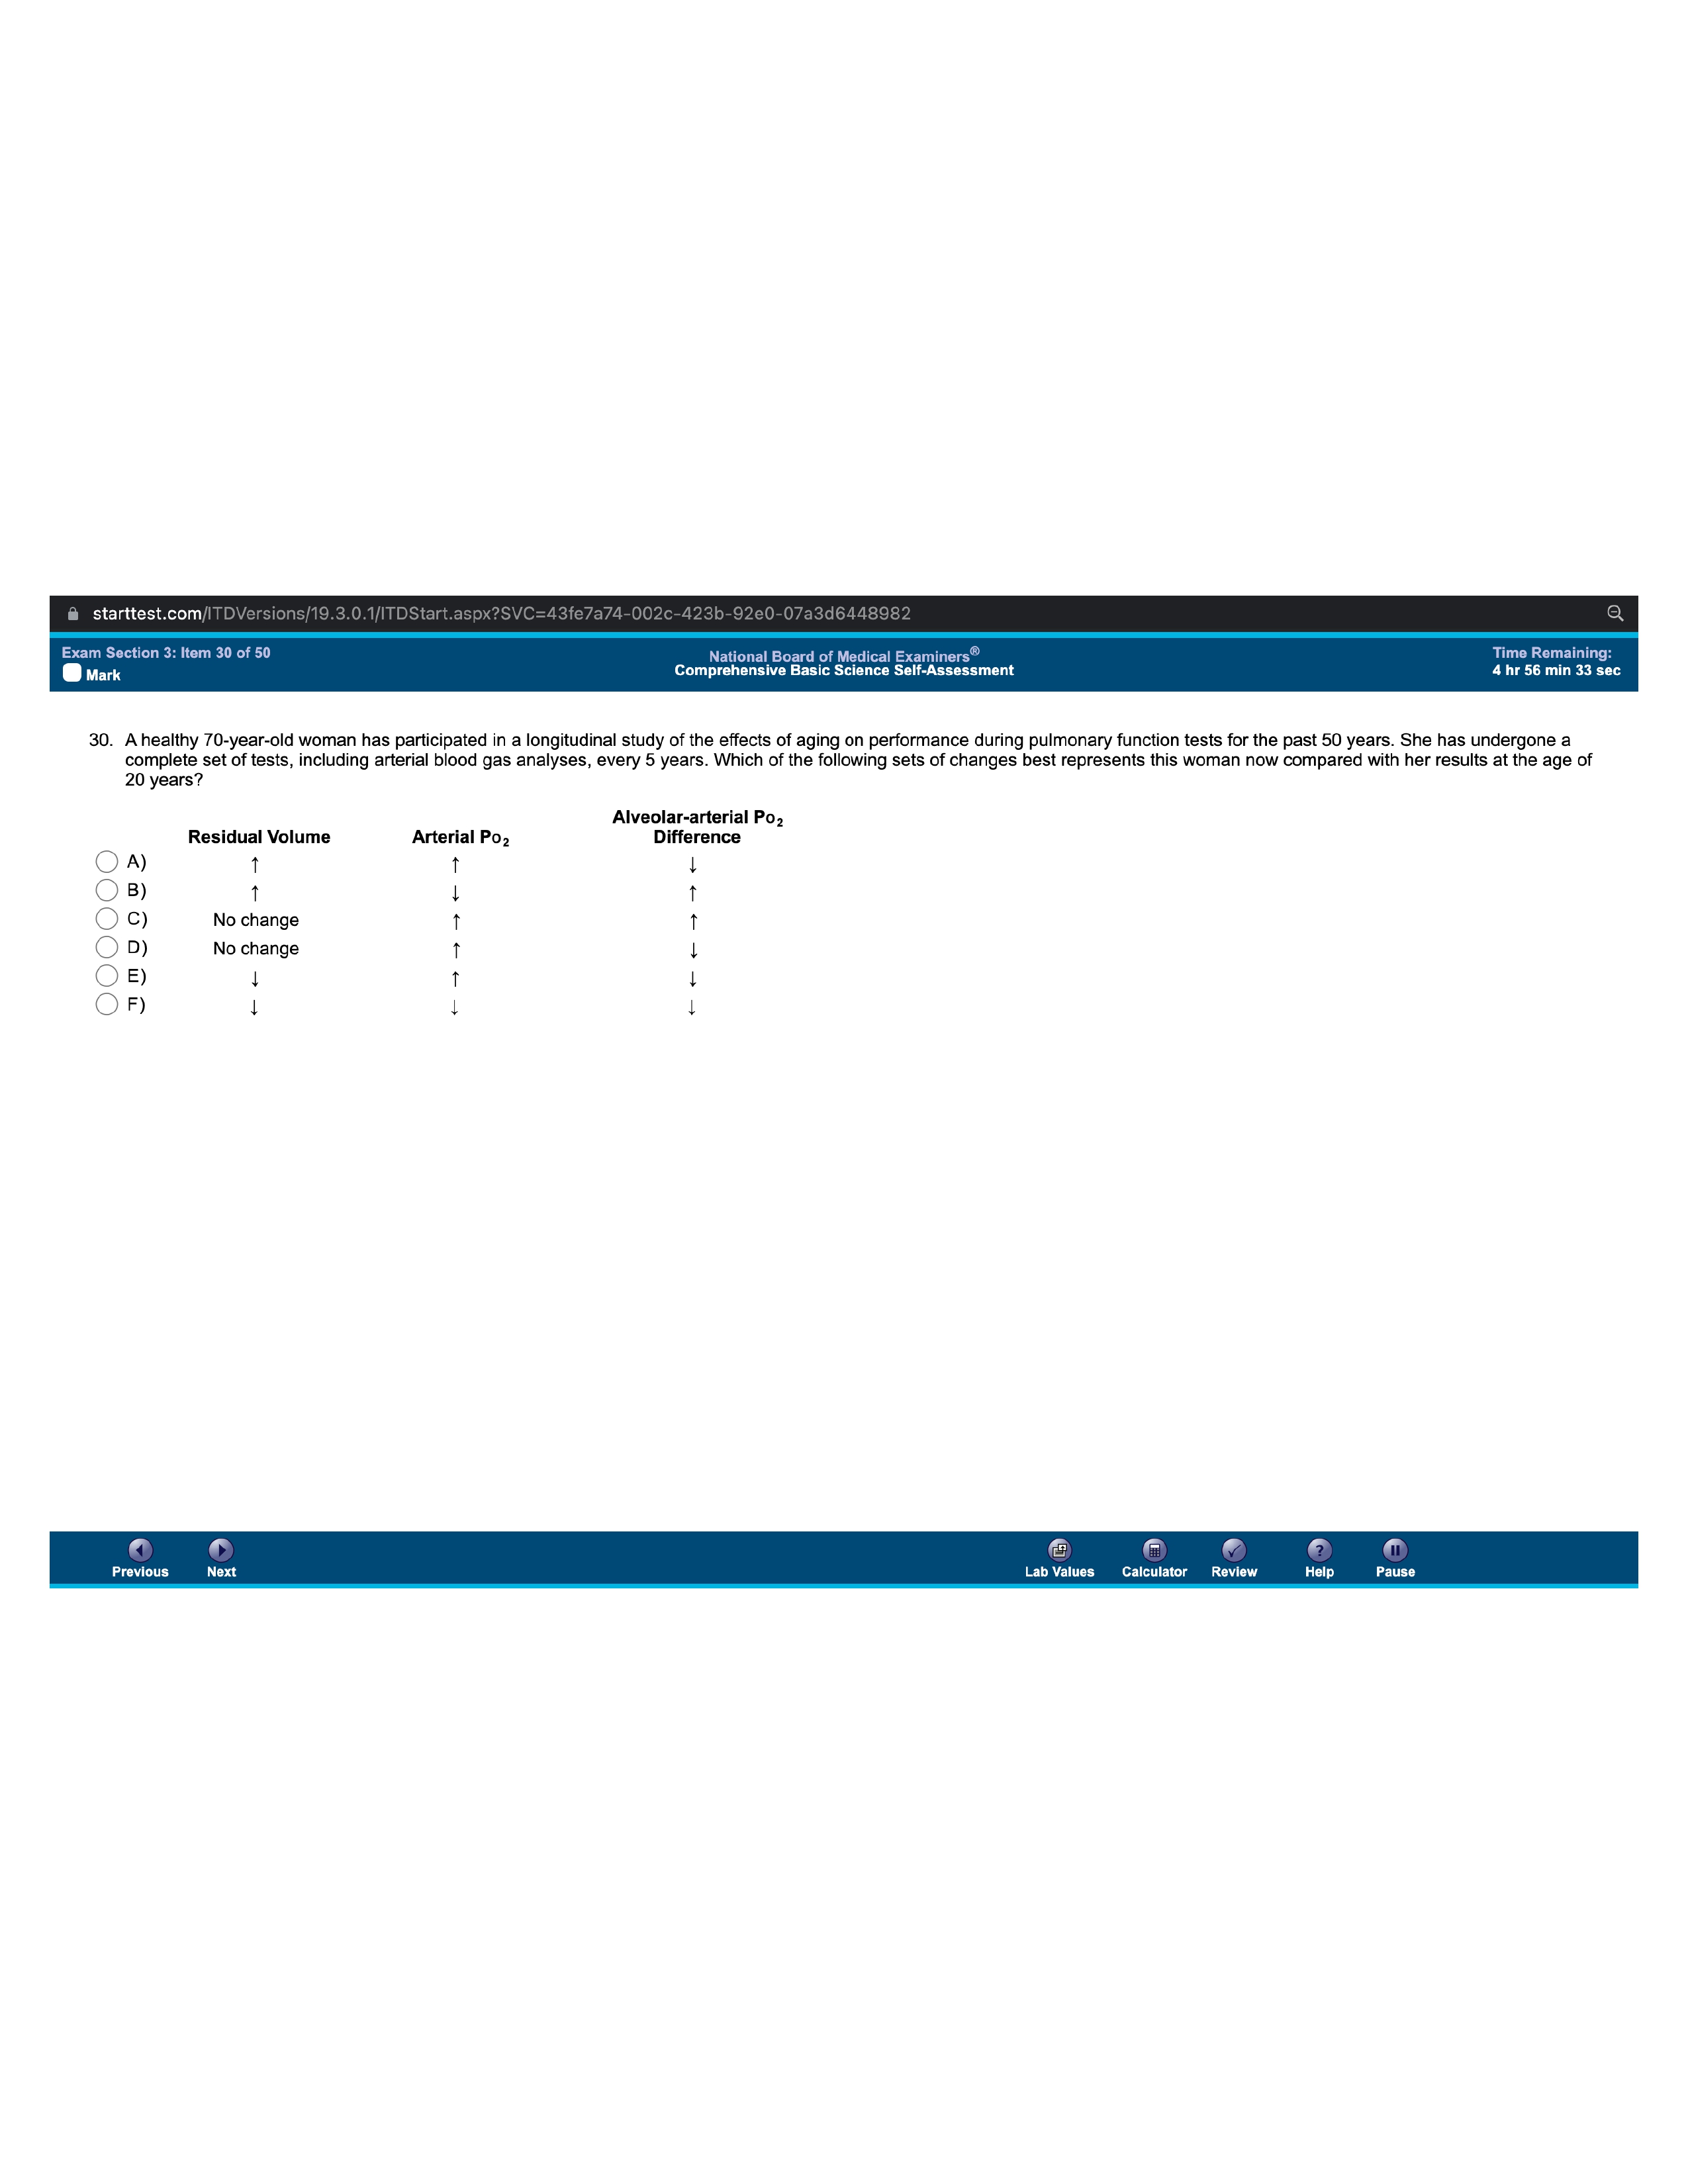 starttest.com/ITDVersions/19.3.0.1/ITDStart.aspx?SVC=43fe7a74-002c-423b-92e0-07a3d6448982
Exam Section 3: Item 30 of 50
Mark
National Board of Medical Examiners®
Comprehensive Basic Science Self-Assessment
Time Remaining:
4 hr 56 min 33 sec
30. A healthy 70-year-old woman has participated in a longitudinal study of the effects of aging on performance during pulmonary function tests for the past 50 years. She has undergone a
complete set of tests, including arterial blood gas analyses, every 5 years. Which of the following sets of changes best represents this woman now compared with her results at the age of
20 years?
Alveolar-arterial Po2
Residual Volume Arterial Po2 Difference
A) ↑ ↑ ↓
B) ↑ ↓ ↑
C) No change ↑ ↑
D) No change ↑ ↓
E) ↓ ↑ ↓
F) ↓ ↓ ↓
Previous Next Lab Values Calculator Review Help Pause